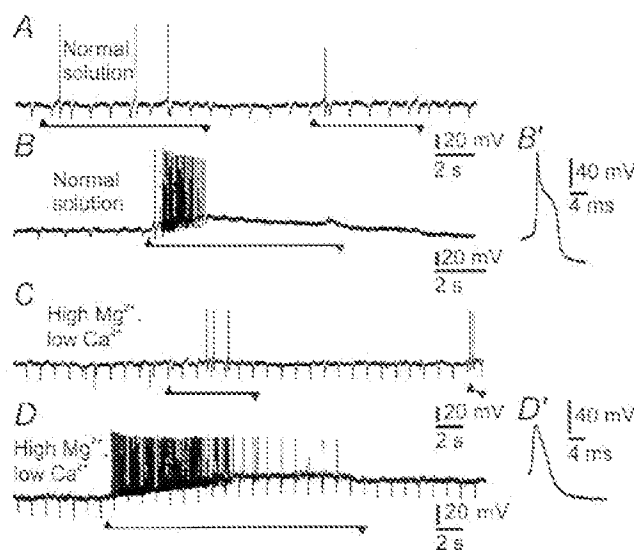 A
Normal
solution
20 mV
2 s
B
Normal
solution
20 mV
2 s
B'
40 mV
4 ms
C
High Mg²⁺,
low Ca²⁺
20 mV
2 s
D
High Mg²⁺,
low Ca²⁺
20 mV
2 s
D'
40 mV
4 ms